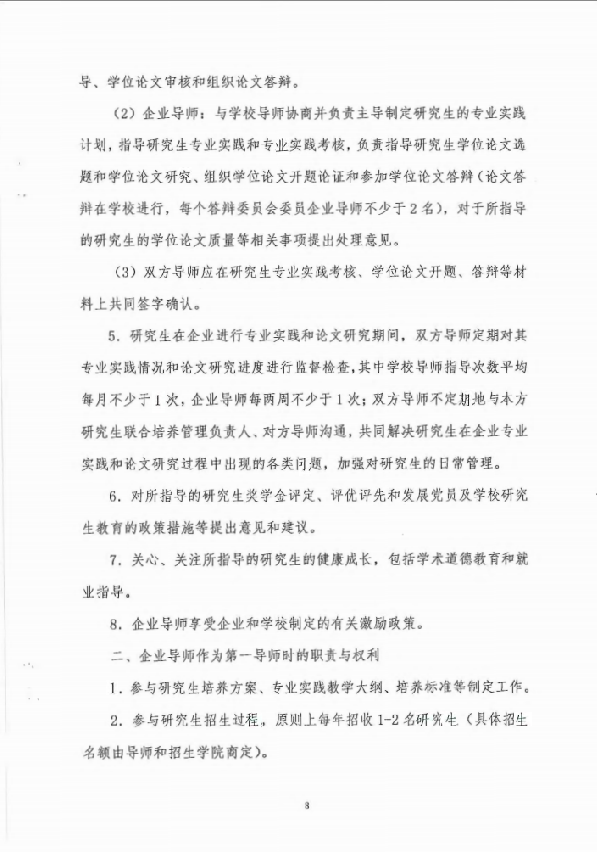 导、学位论文审核和组织论文答辩。
（2）企业导师：与学校导师协商并负责主导制定研究生的专业实践
计划，指导研究生专业实践和专业实践考核，负责指导研究生学位论文选
题和学位论文研究、组织学位论文开题论证和参加学位论文答辩（论文答
辩在学校进行，每个答辩委员会委员企业导师不少于2名），对于所指导
的研究生的学位论文质量等相关事项提出处理意见。
（3）双方导师应在研究生专业实践考核、学位论文开题、答辩等材
料上共同签字确认。
5．研究生在企业进行专业实践和论文研究期间，双方导师定期对其
专业实践情况和论文研究进度进行监督检查，其中学校导师指导次数平均
每月不少于1次，企业导师每两周不少于1次；双方导师不定期地与本方
研究生联合培养管理负责人、对方导师沟通，共同解决研究生在企业专业
实践和论文研究过程中出现的各类问题，加强对研究生的日常管理。
6．对所指导的研究生奖学金评定、评优评先和发展党员及学校研究
生教育的政策措施等提出意见和建议。
7．关心、关注所指导的研究生的健康成长，包括学术道德教育和就
业指导。
8．企业导师享受企业和学校制定的有关激励政策。
二、企业导师作为第一导师时的职责与权利
1．参与研究生培养方案、专业实践教学大纲、培养标准等制定工作。
2．参与研究生招生过程，原则上每年招收1-2名研究生（具体招生
名额由导师和招生学院商定）。
8